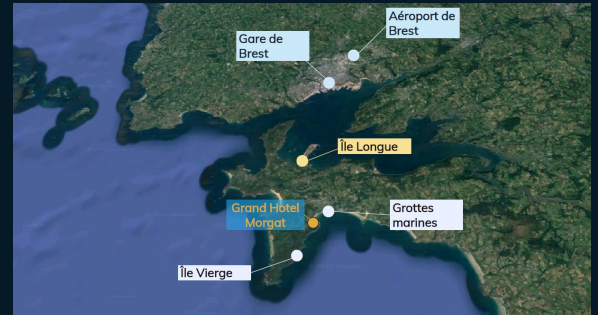 Aéroport de
Brest
Gare de
Brest
Île Longue
Grand Hotel
Morgat
Grottes
marines
Île Vierge